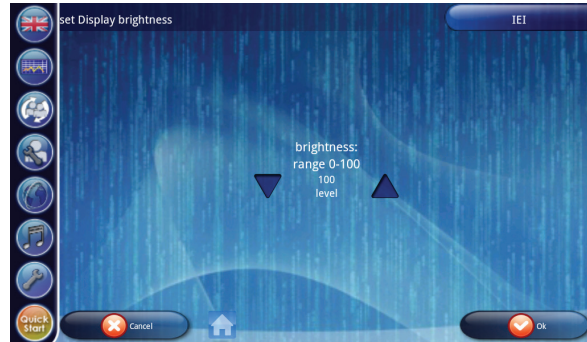 set Display brightness
IEI
brightness:
range 0-100
100
level
Quick
Start
Cancel
Ok